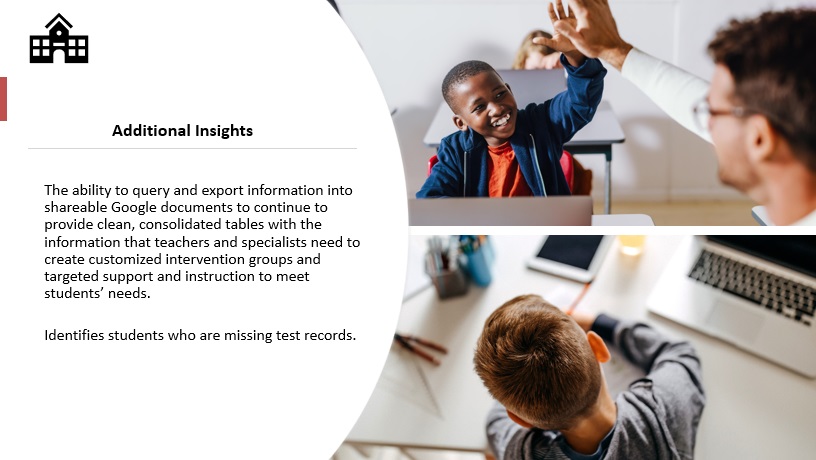 Additional Insights
The ability to query and export information into
shareable Google documents to continue to
provide clean, consolidated tables with the
information that teachers and specialists need to
create customized intervention groups and
targeted support and instruction to meet
students’ needs.
Identifies students who are missing test records.